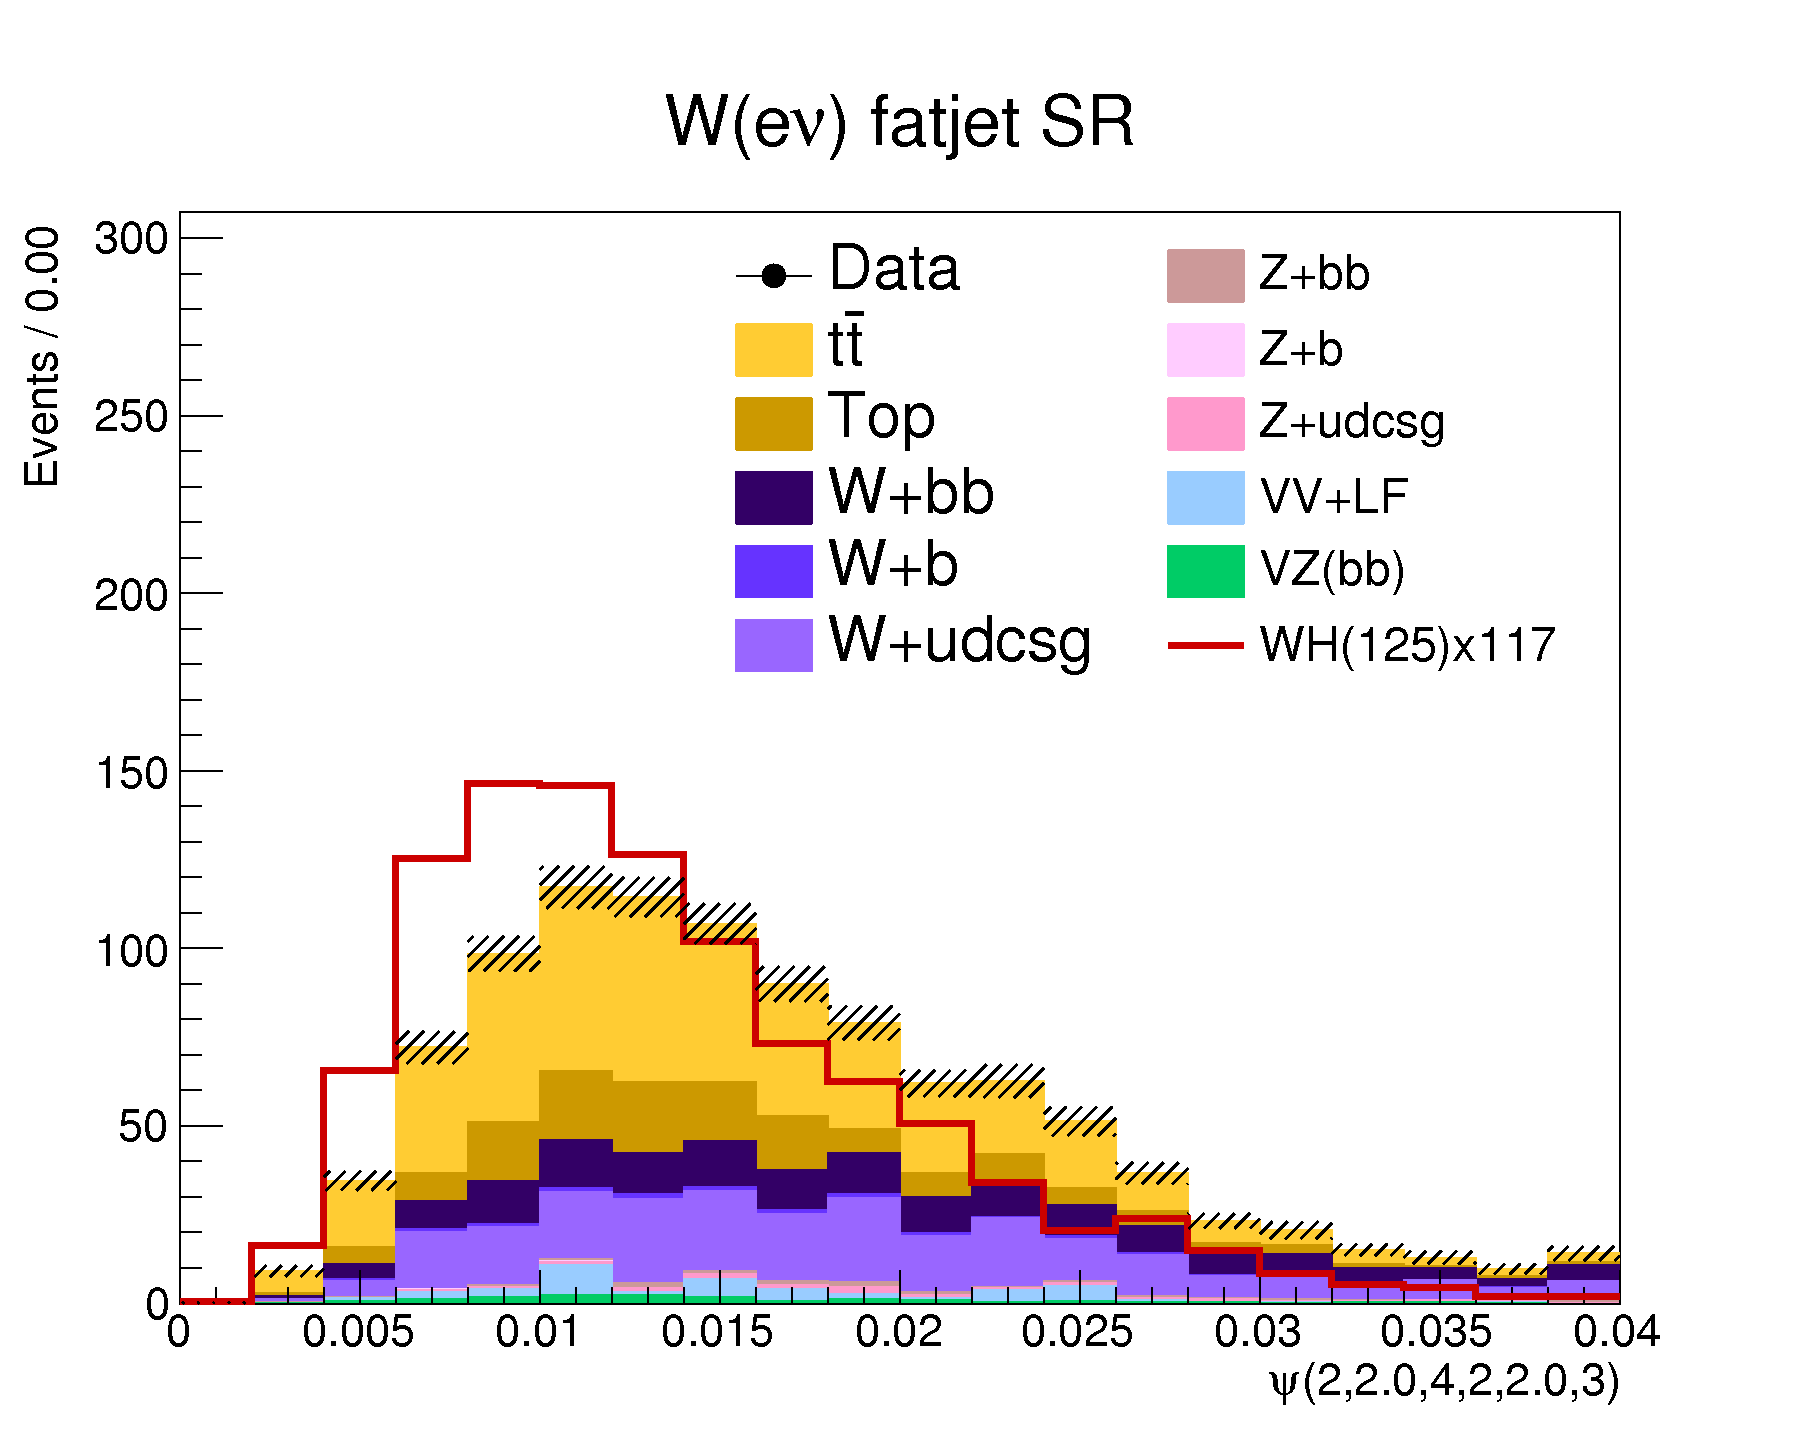 W(eν) fatjet SR
Events / 0.00
300
250
200
150
100
50
0
Data
tt̄
Top
W+bb
W+b
W+udcsg
Z+bb
Z+b
Z+udcsg
VV+LF
VZ(bb)
WH(125)x117
0 0.005 0.01 0.015 0.02 0.025 0.03 0.035 0.04
ψ(2,2.0,4,2,2.0,3)